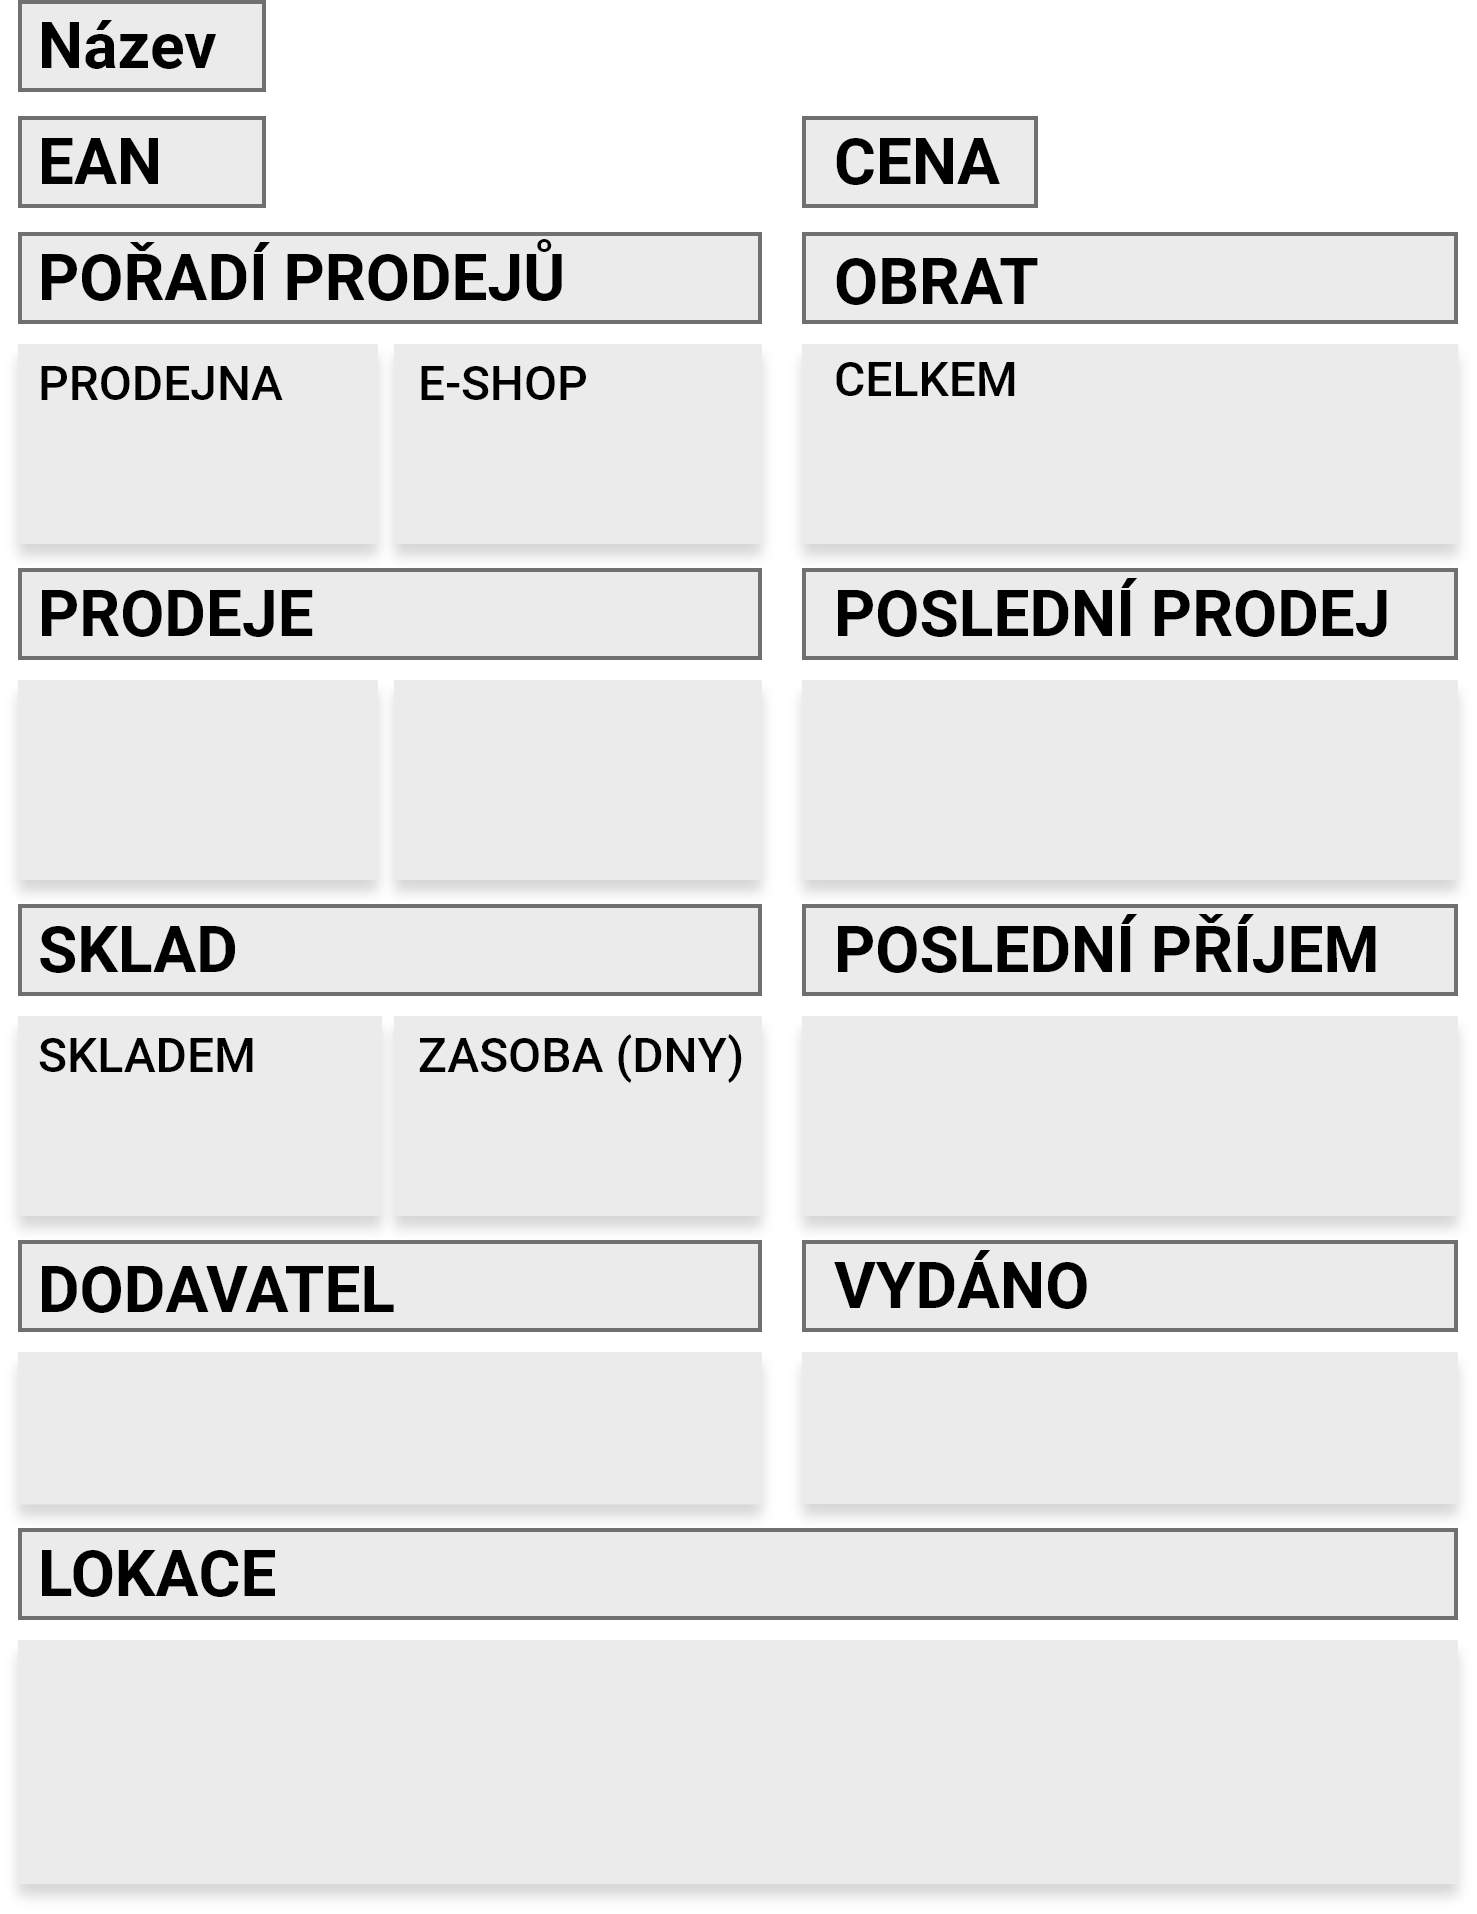 Název
EAN
CENA
POŘADÍ PRODEJŮ
OBRAT
PRODEJNA
E-SHOP
CELKEM
PRODEJE
POSLEDNÍ PRODEJ
SKLAD
POSLEDNÍ PŘÍJEM
SKLADEM
ZASOBA (DNY)
DODAVATEL
VYDÁNO
LOKACE